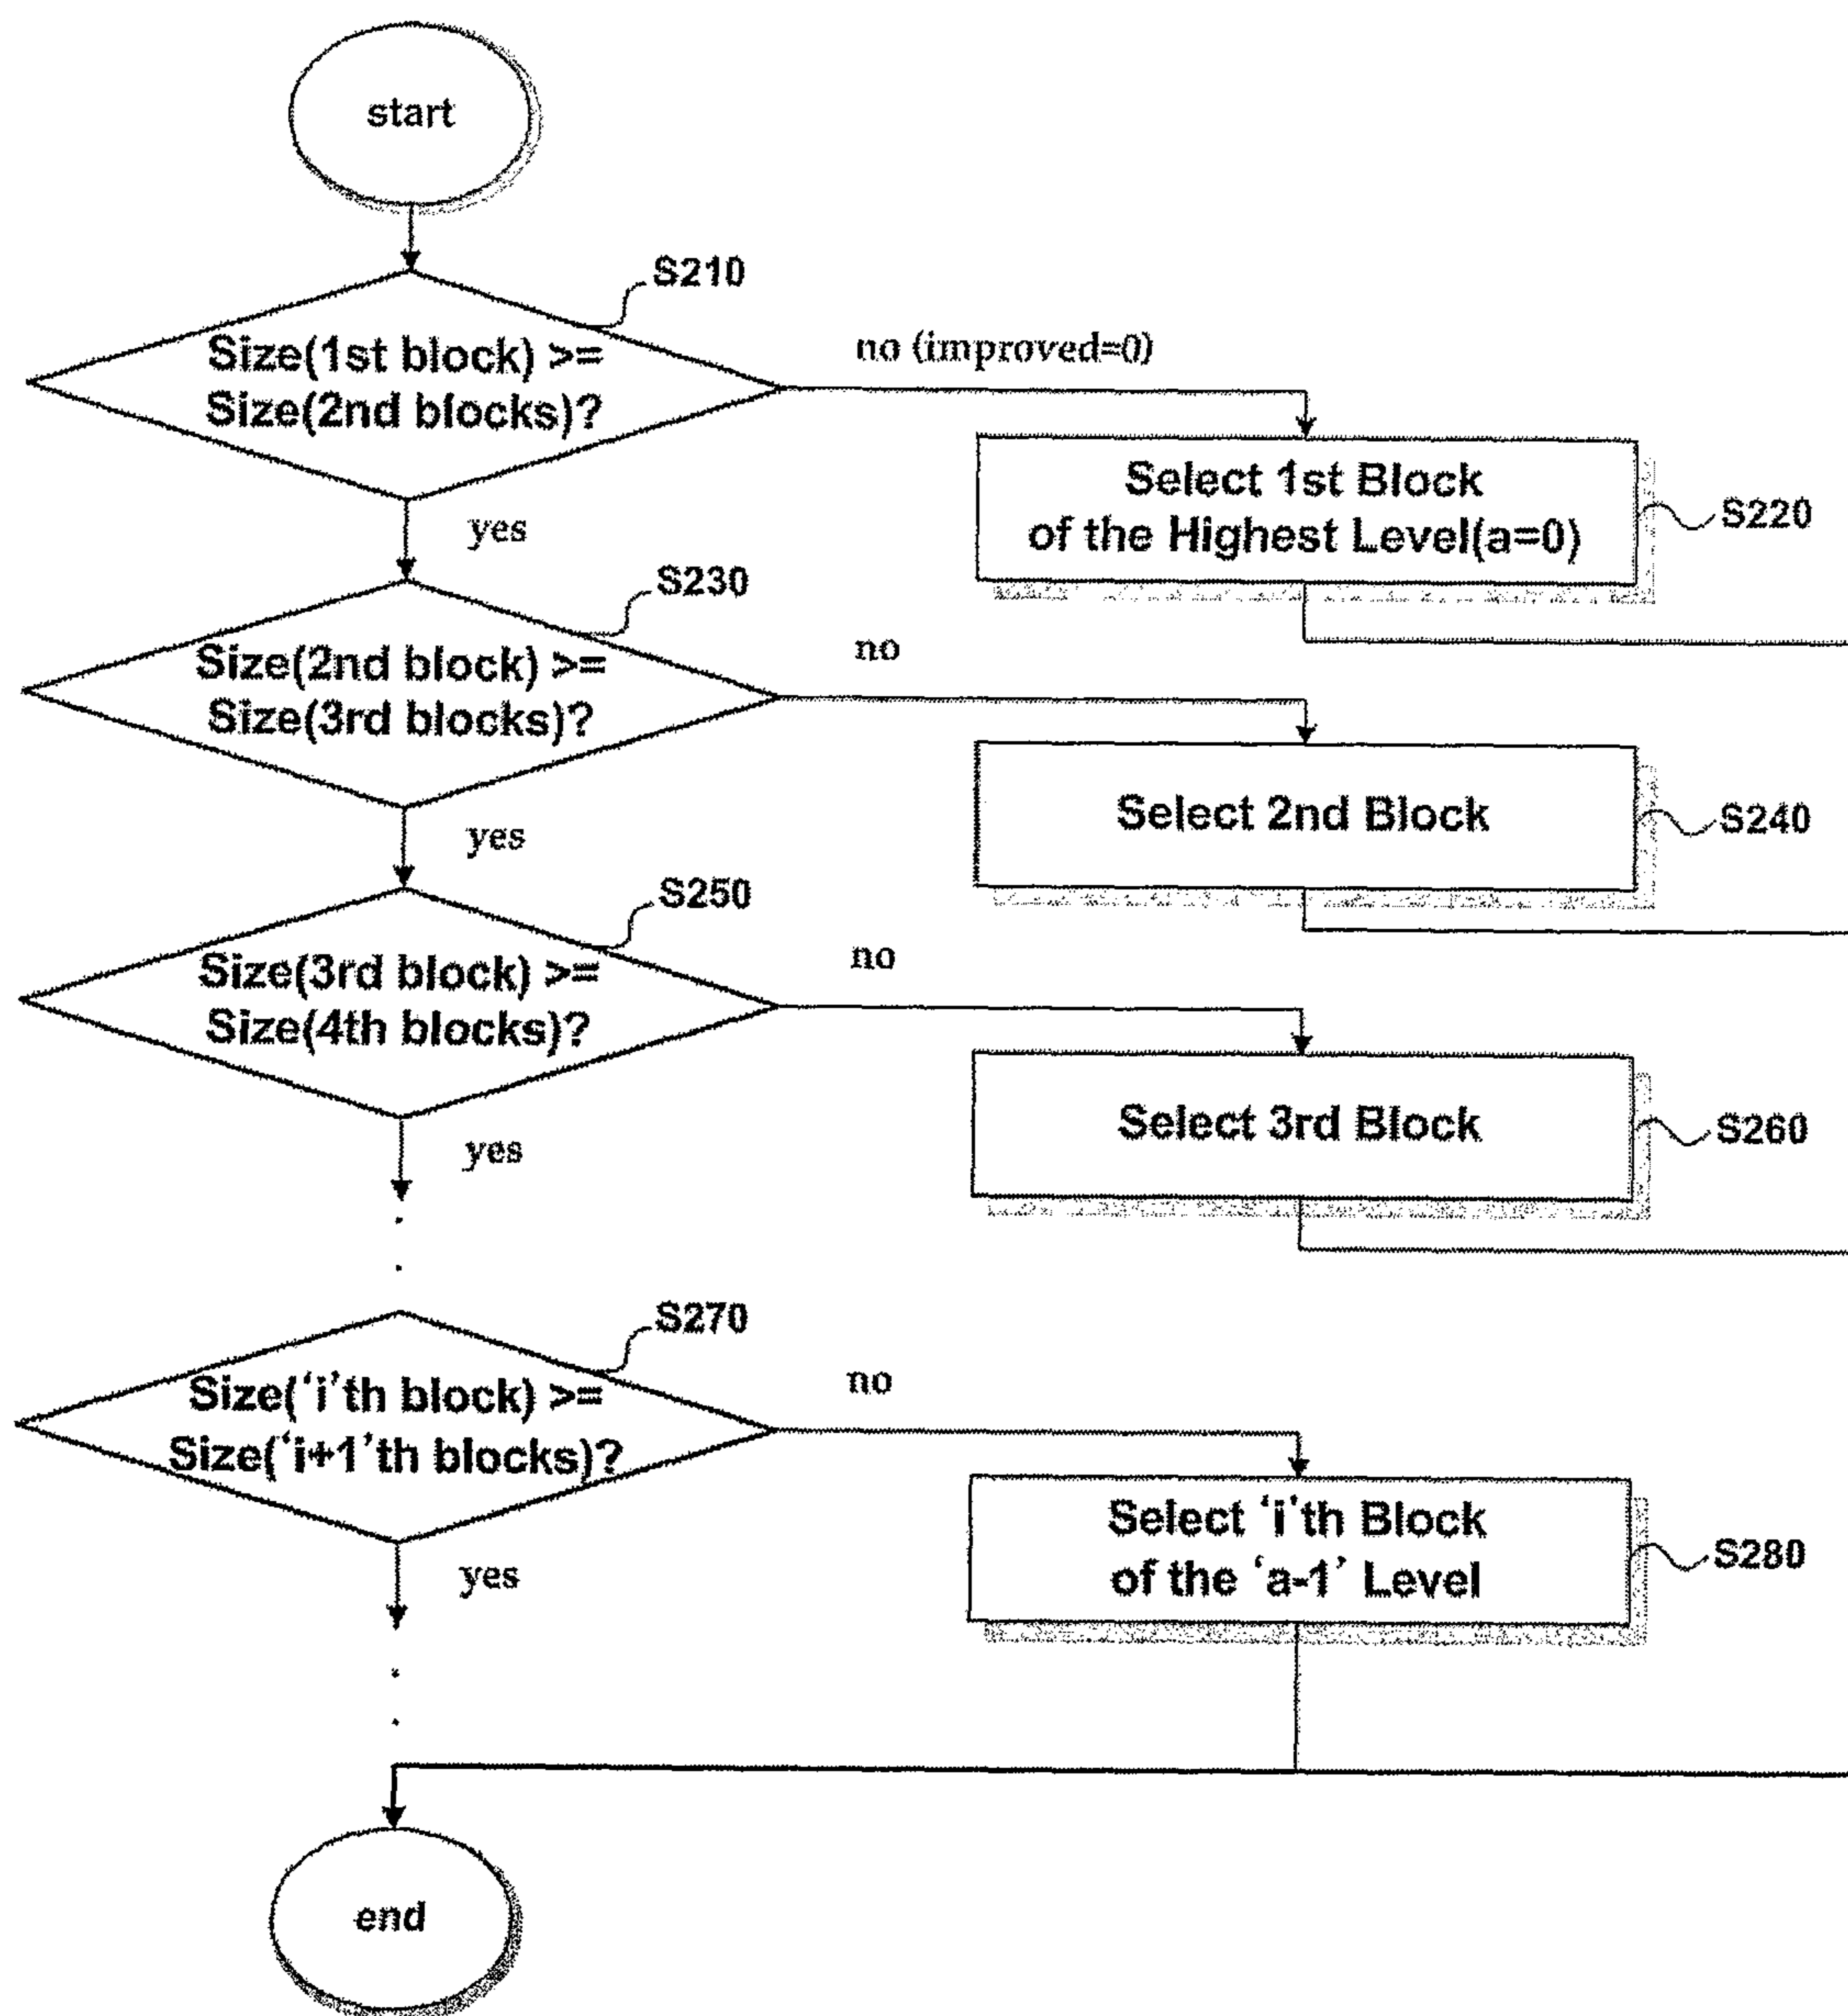 start
S210
Size(1st block) >=
Size(2nd blocks)?
no (improved=0)
Select 1st Block
of the Highest Level(a=0)
S220
yes
S230
Size(2nd block) >=
Size(3rd blocks)?
no
Select 2nd Block
S240
yes
S250
Size(3rd block) >=
Size(4th blocks)?
no
Select 3rd Block
S260
yes
S270
Size(‘i’th block) >=
Size(‘i+1’th blocks)?
no
Select ‘i’th Block
of the ‘a-1’ Level
S280
yes
end